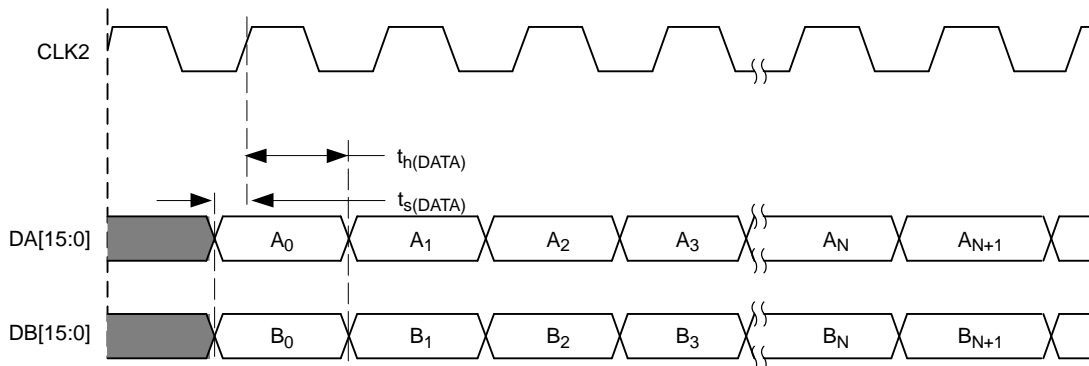 CLK2
th(DATA)
ts(DATA)
DA[15:0] A0 A1 A2 A3 AN AN+1
DB[15:0] B0 B1 B2 B3 BN BN+1